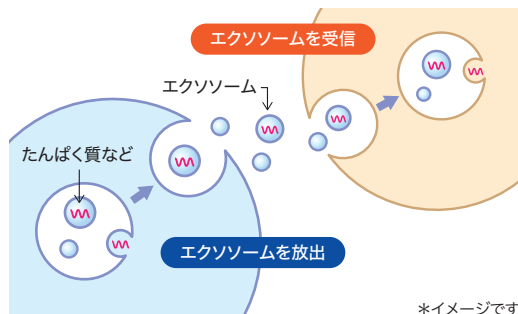 エクソソームを受信
エクソソーム
たんぱく質など
エクソソームを放出
＊イメージです